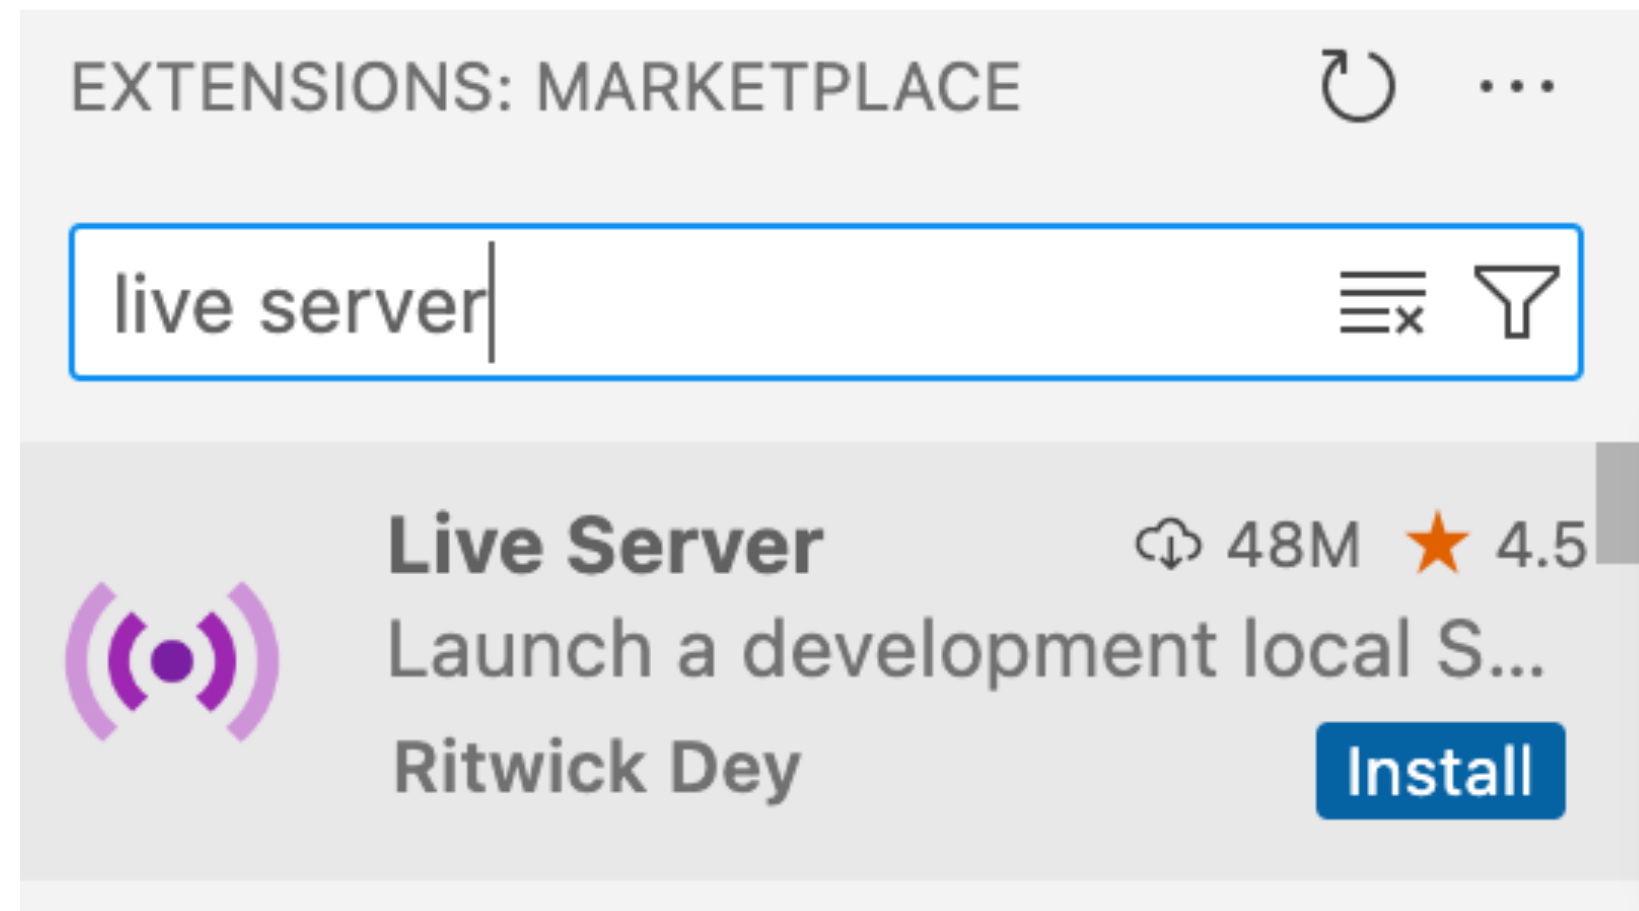 EXTENSIONS: MARKETPLACE
live server
Live Server 48M 4.5
Launch a development local S...
Ritwick Dey Install